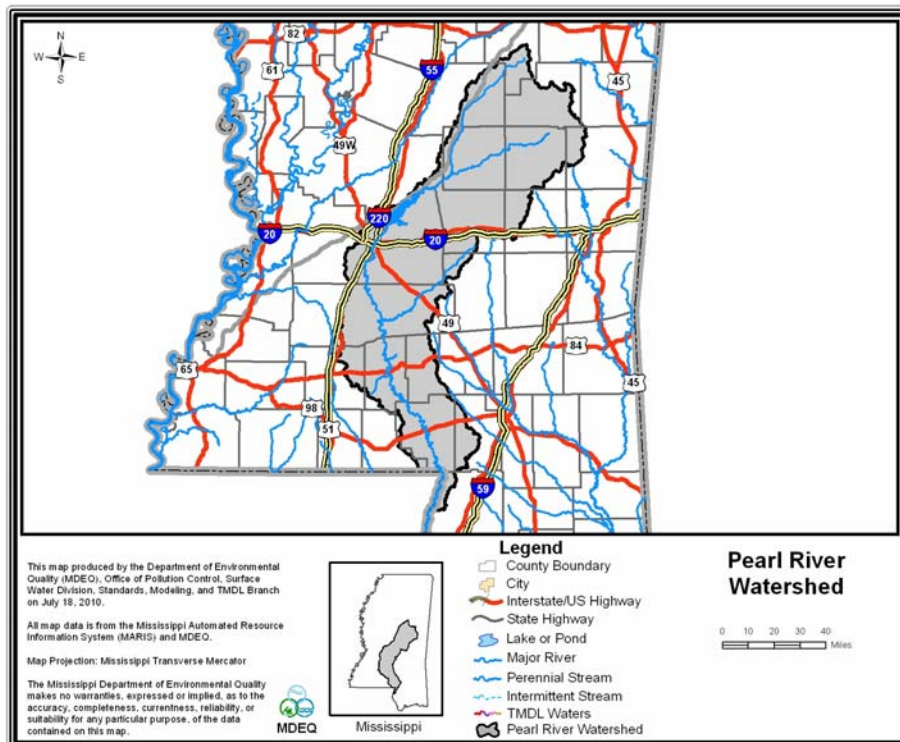 N
W E
S
82
61
55
45
49W
220
20
20
49
84
65
45
98
51
59
This map produced by the Department of Environmental
Quality (MDEQ), Office of Pollution Control, Surface
Water Division, Standards, Modeling, and TMDL Branch
on July 18, 2010.
All map data is from the Mississippi Automated Resource
Information System (MARIS) and MDEQ.
Map Projection: Mississippi Transverse Mercator
The Mississippi Department of Environmental Quality
makes no warranties, expressed or implied, as to the
accuracy, completeness, currentness, reliability, or
suitability for any particular purpose, of the data
contained on this map.
MDEQ
Mississippi
Legend
County Boundary
City
Interstate/US Highway
State Highway
Lake or Pond
Major River
Perennial Stream
Intermittent Stream
TMDL Waters
Pearl River Watershed
Pearl River
Watershed
0 10 20 30 40
Miles